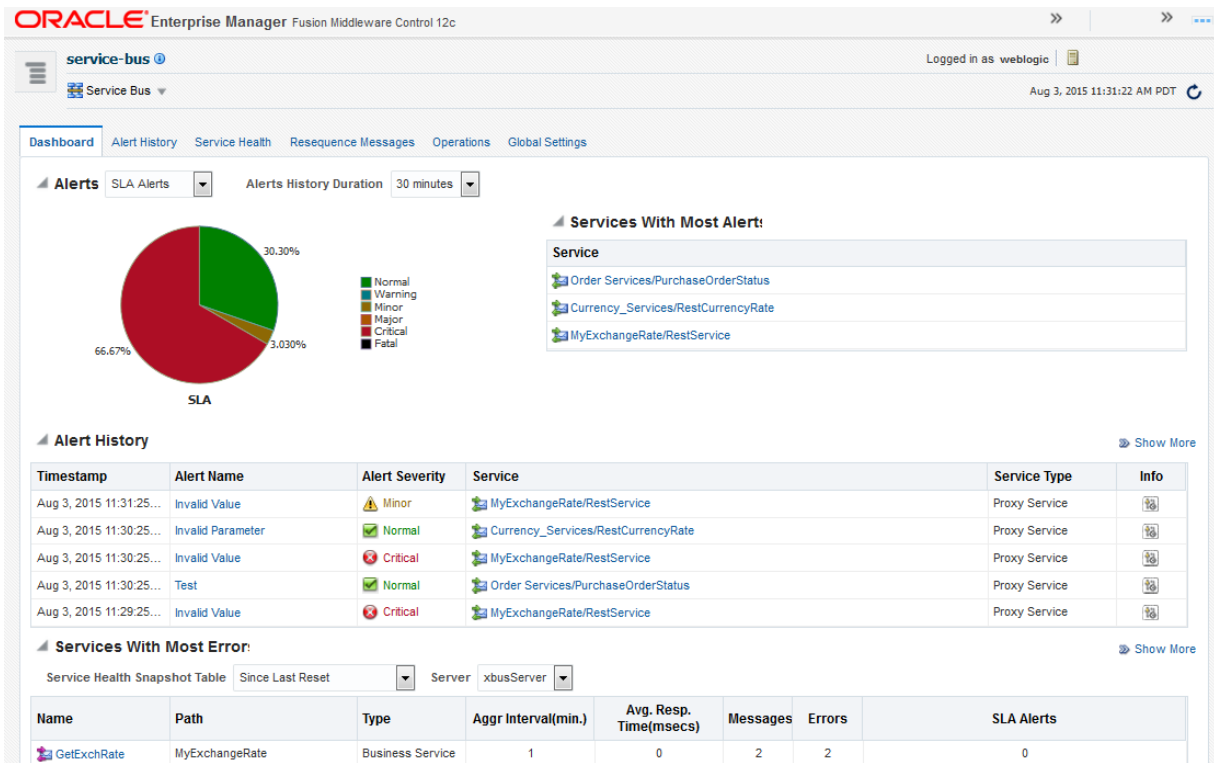 ORACLE Enterprise Manager Fusion Middleware Control 12c
service-bus
Logged in as weblogic
Service Bus
Aug 3, 2015 11:31:22 AM PDT
Dashboard Alert History Service Health Resequence Messages Operations Global Settings
Alerts SLA Alerts Alerts History Duration 30 minutes
30.30%
3.030%
66.67%
SLA
Normal
Warning
Minor
Major
Critical
Fatal
Services With Most Alerts
Service
Order Services/PurchaseOrderStatus
Currency_Services/RestCurrencyRate
MyExchangeRate/RestService
Alert History
Show More
Timestamp Alert Name Alert Severity Service Service Type Info
Aug 3, 2015 11:31:25... Invalid Value Minor MyExchangeRate/RestService Proxy Service
Aug 3, 2015 11:30:25... Invalid Parameter Normal Currency_Services/RestCurrencyRate Proxy Service
Aug 3, 2015 11:30:25... Invalid Value Critical MyExchangeRate/RestService Proxy Service
Aug 3, 2015 11:30:25... Test Normal Order Services/PurchaseOrderStatus Proxy Service
Aug 3, 2015 11:29:25... Invalid Value Critical MyExchangeRate/RestService Proxy Service
Services With Most Error
Show More
Service Health Snapshot Table Since Last Reset Server xbusServer
Name Path Type Aggr Interval(min.) Avg. Resp. Time(msecs) Messages Errors SLA Alerts
GetExchRate MyExchangeRate Business Service 1 0 2 2 0